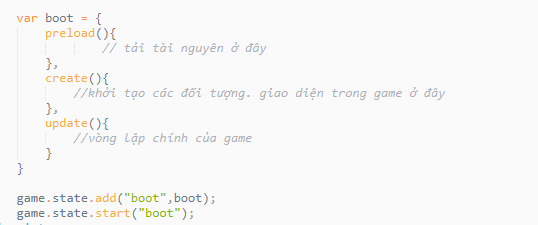 var boot = {
preload(){
// tải tài nguyên ở đây
},
create(){
//khởi tạo các đối tượng. giao diện trong game ở đây
},
update(){
//vòng lặp chính của game
}
}
game.state.add("boot",boot);
game.state.start("boot");